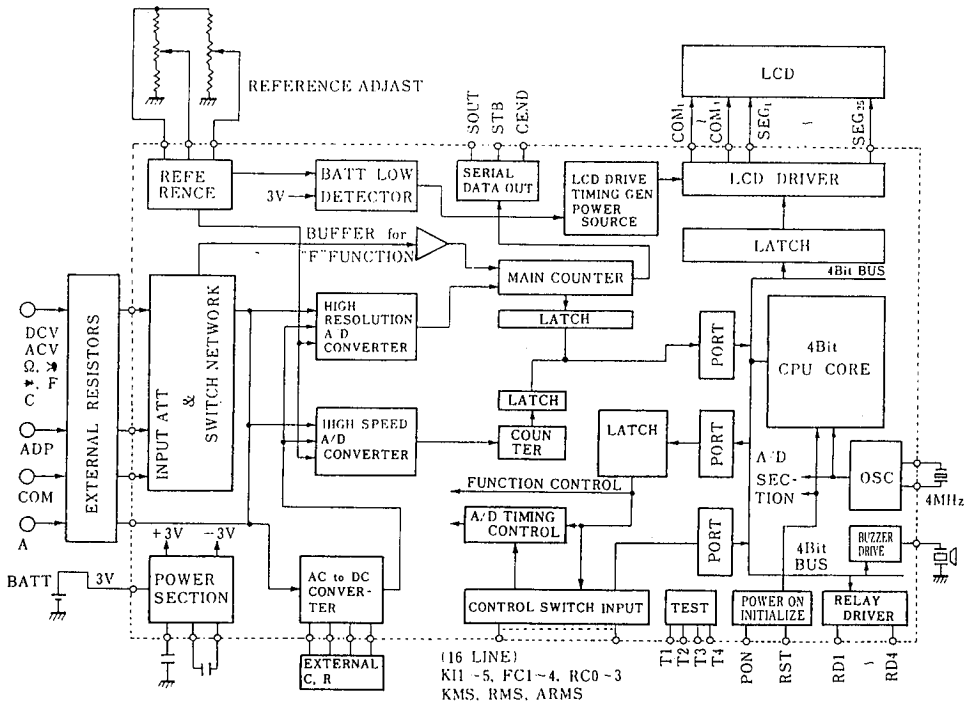 REFERENCE ADJAST
LCD
SOUT
STB
CEND
COM1
~
COM4
SEG1
~
SEG25
REFE
RENCE
BATT LOW
DETECTOR
3V
SERIAL
DATA OUT
LCD DRIVE
TIMING GEN
POWER
SOURCE
LCD DRIVER
LATCH
4Bit BUS
BUFFER for
"F" FUNCTION
MAIN COUNTER
LATCH
DCV
ACV
Ω,
, F
C
ADP
COM
A
EXTERNAL RESISTORS
INPUT ATT
&
SWITCH NETWORK
HIGH
RESOLUTION
A/D
CONVERTER
PORT
4Bit
CPU CORE
LATCH
COUN
TER
HIGH SPEED
A/D
CONVERTER
LATCH
PORT
FUNCTION CONTROL
A/D
SEC-
TION
OSC
4MHz
A/D TIMING
CONTROL
PORT
4Bit
BUS
BUZZER
DRIVE
+3V
-3V
BATT
3V
POWER
SECTION
AC to DC
CONVER-
TER
CONTROL SWITCH INPUT
TEST
POWER ON
INITIALIZE
RELAY
DRIVER
EXTERNAL
C, R
T1
T2
T3
T4
PON
RST
RD1
~
RD4
(16 LINE)
KI1~5, FC1~4, RC0~3
KMS, RMS, ARMS